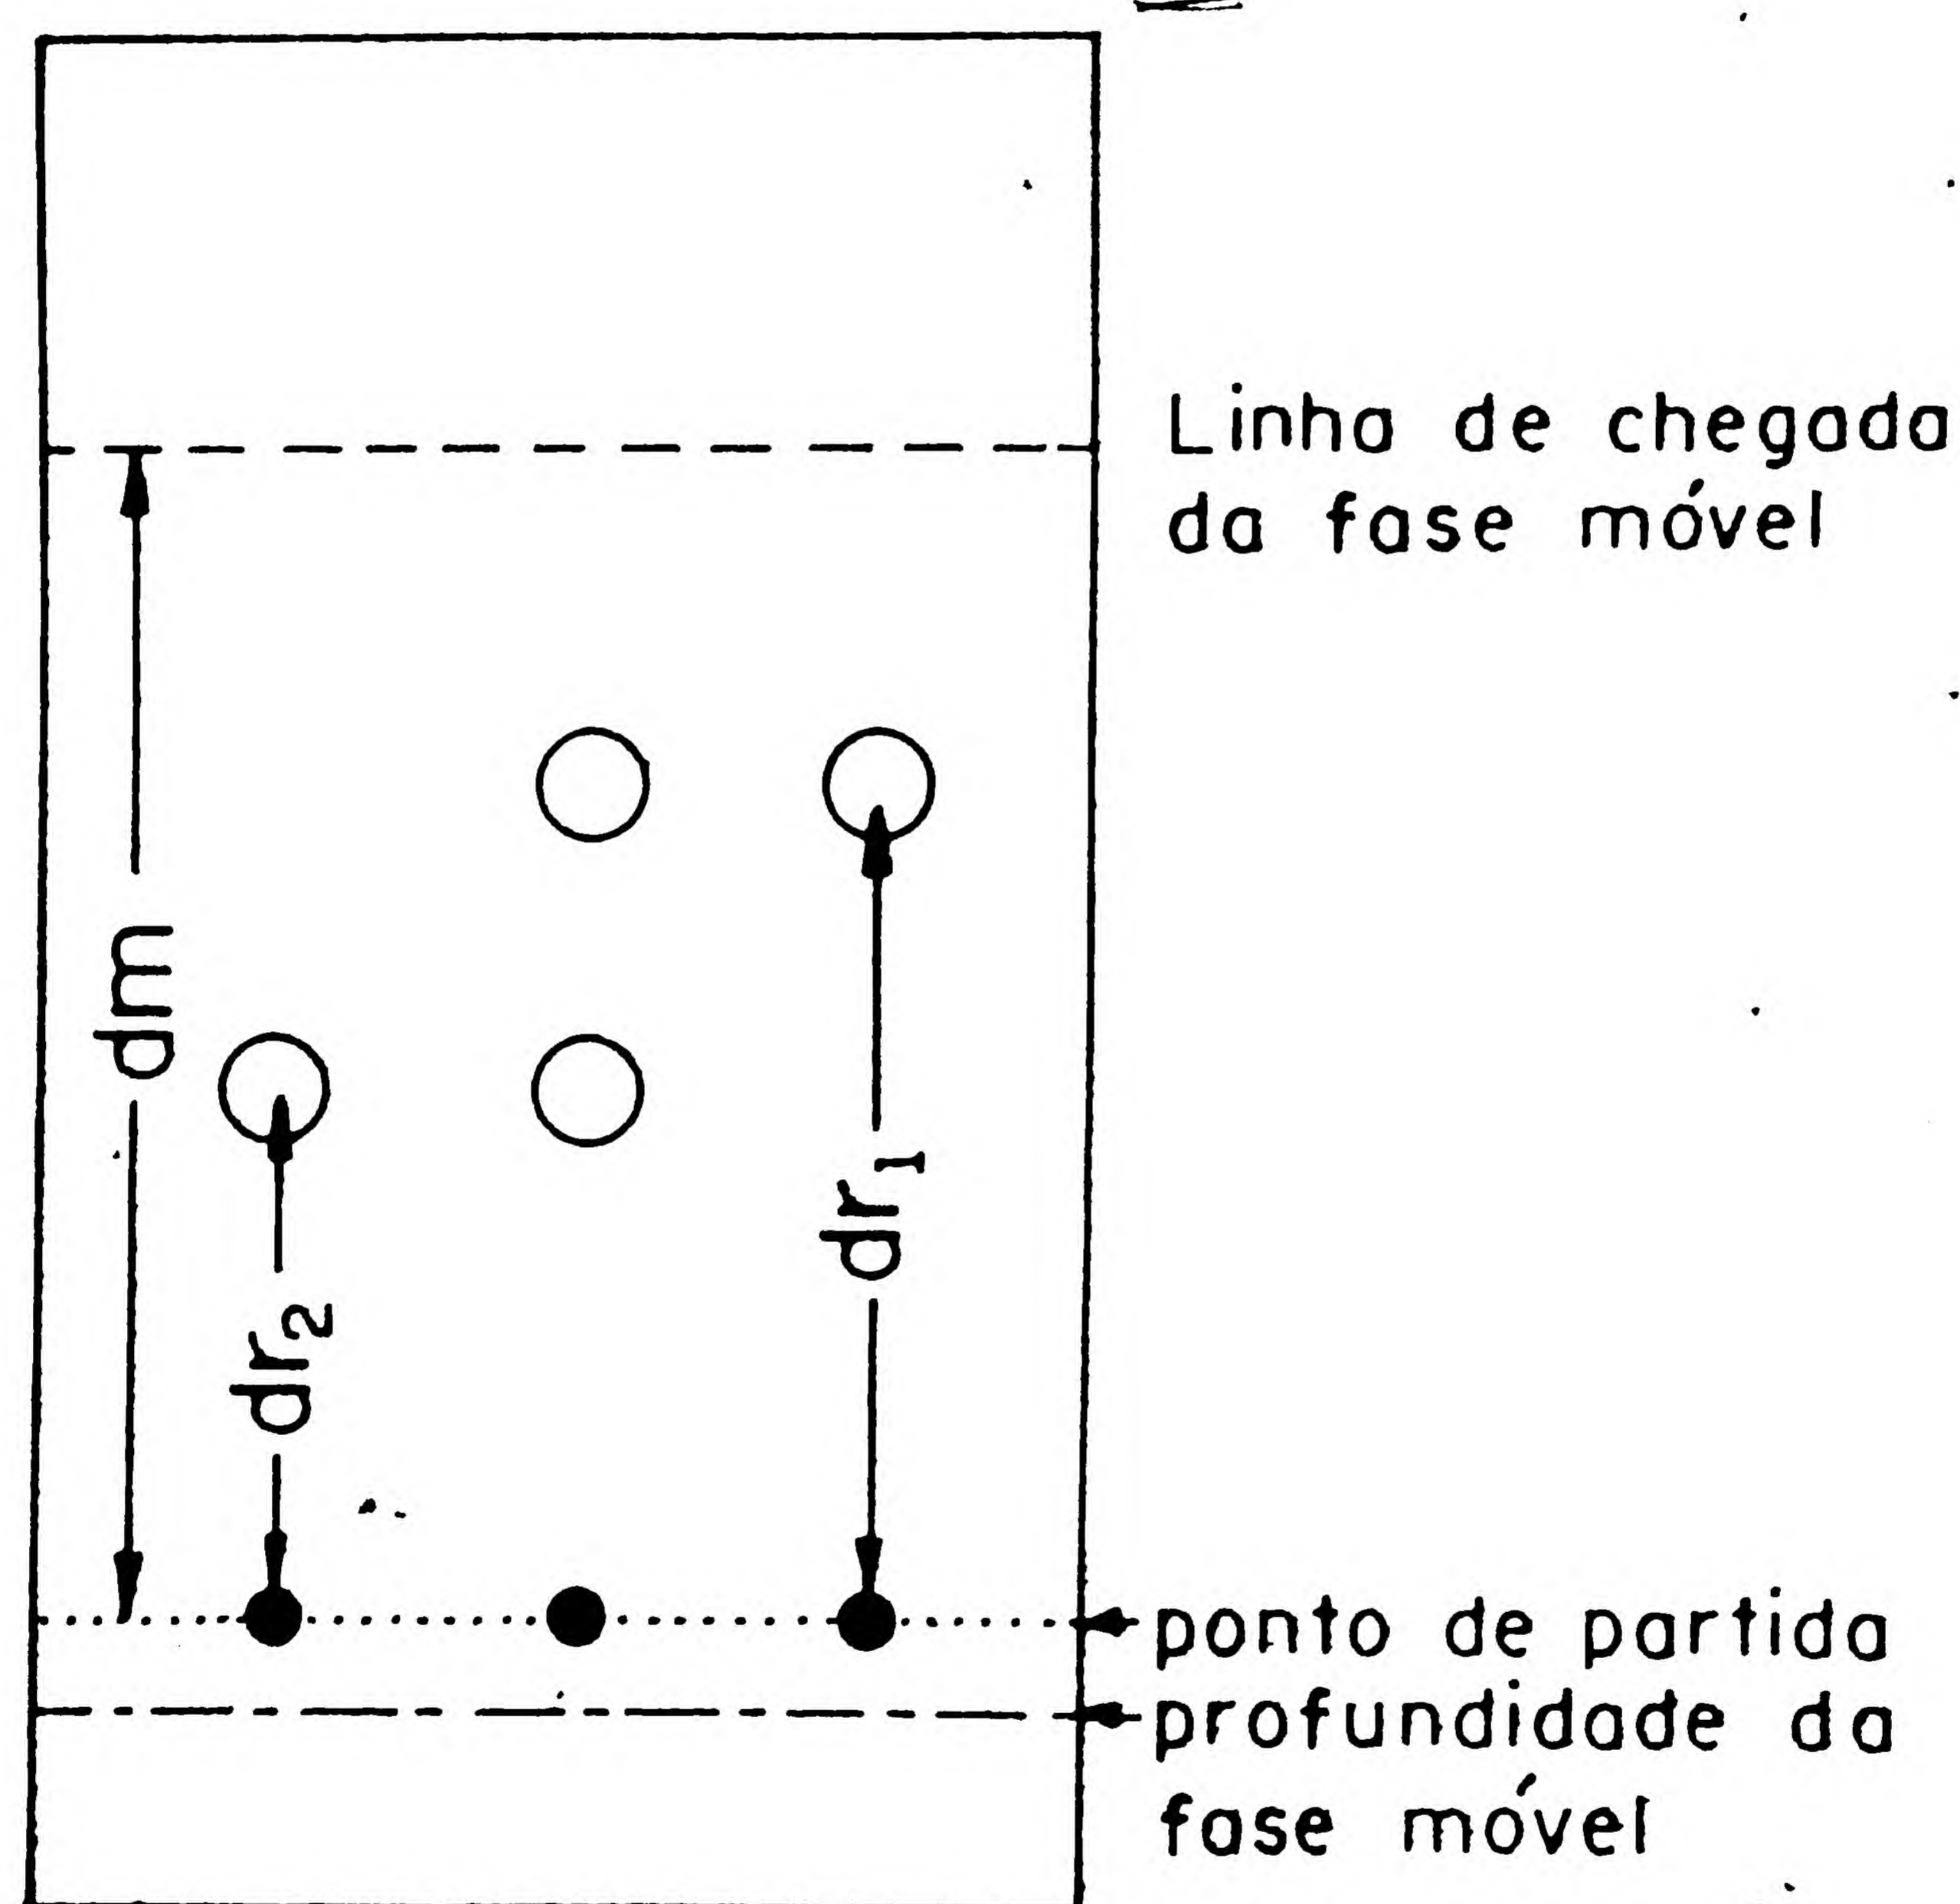 Linha de chegada
da fase móvel
dm
dr₁
dr₂
ponto de partida
profundidade da
fase móvel